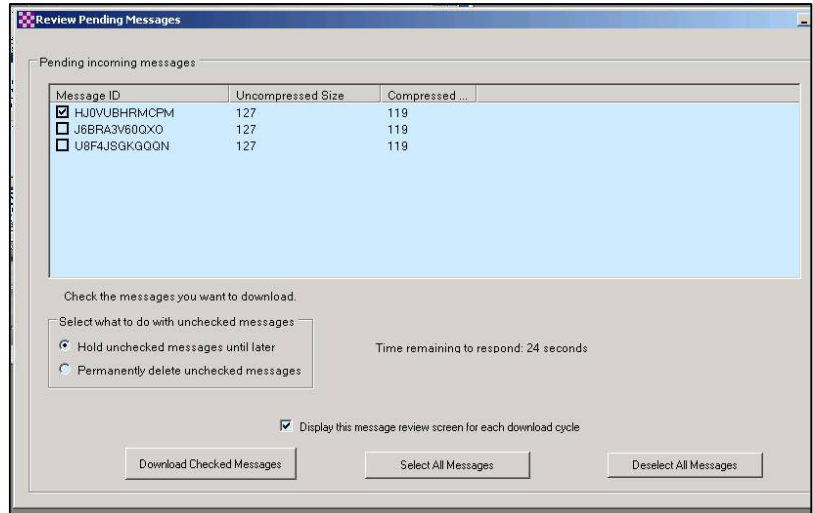 Review Pending Messages
Pending incoming messages
Message ID Uncompressed Size Compressed ...
HJ0VUBHRMCPM 127 119
J6BRA3V60QXO 127 119
U8F4JSGKGQQN 127 119
Check the messages you want to download.
Select what to do with unchecked messages
Hold unchecked messages until later
Time remaining to respond: 24 seconds
Permanently delete unchecked messages
Display this message review screen for each download cycle
Download Checked Messages Select All Messages Deselect All Messages